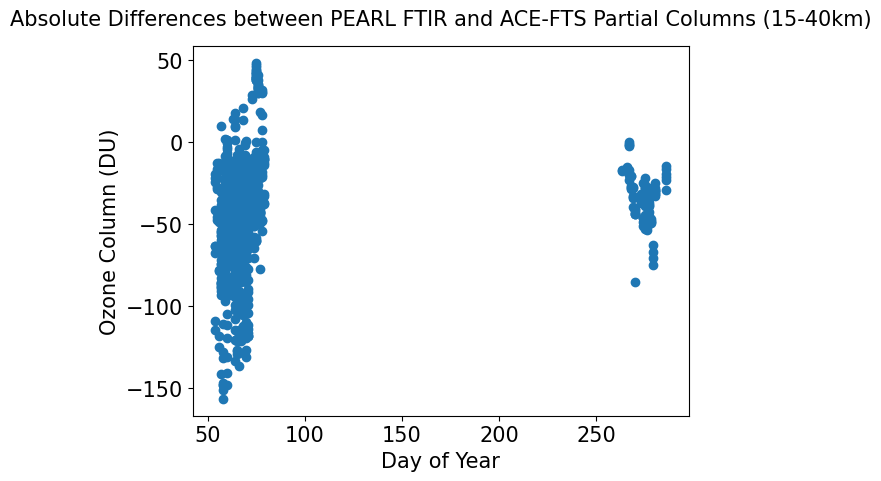 Absolute Differences between PEARL FTIR and ACE-FTS Partial Columns (15-40km)
50
0
−50
−100
−150
Ozone Column (DU)
50 100 150 200 250
Day of Year